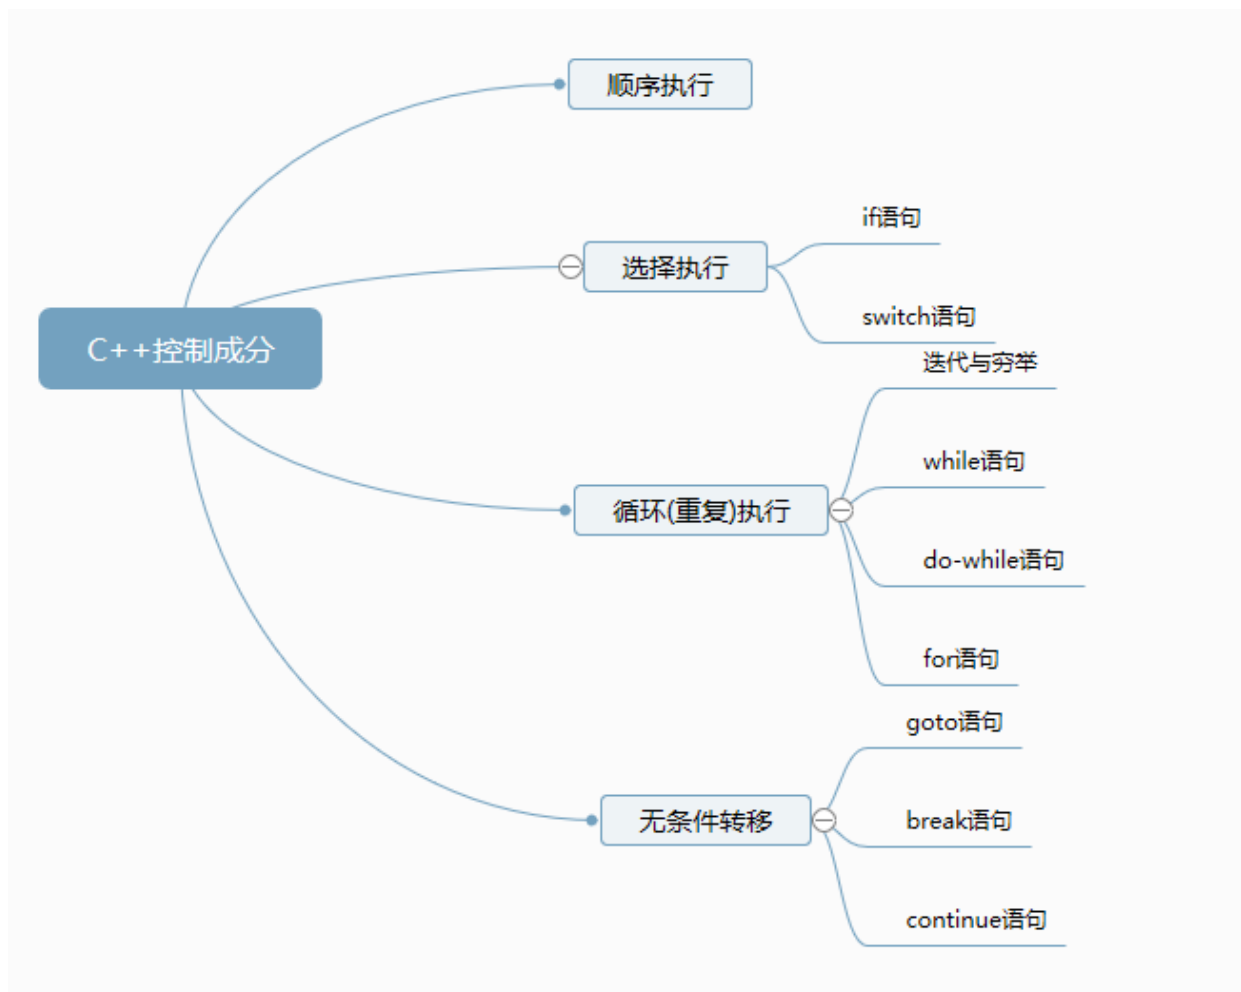 C++控制成分
顺序执行
选择执行
if语句
switch语句
循环(重复)执行
迭代与穷举
while语句
do-while语句
for语句
无条件转移
goto语句
break语句
continue语句